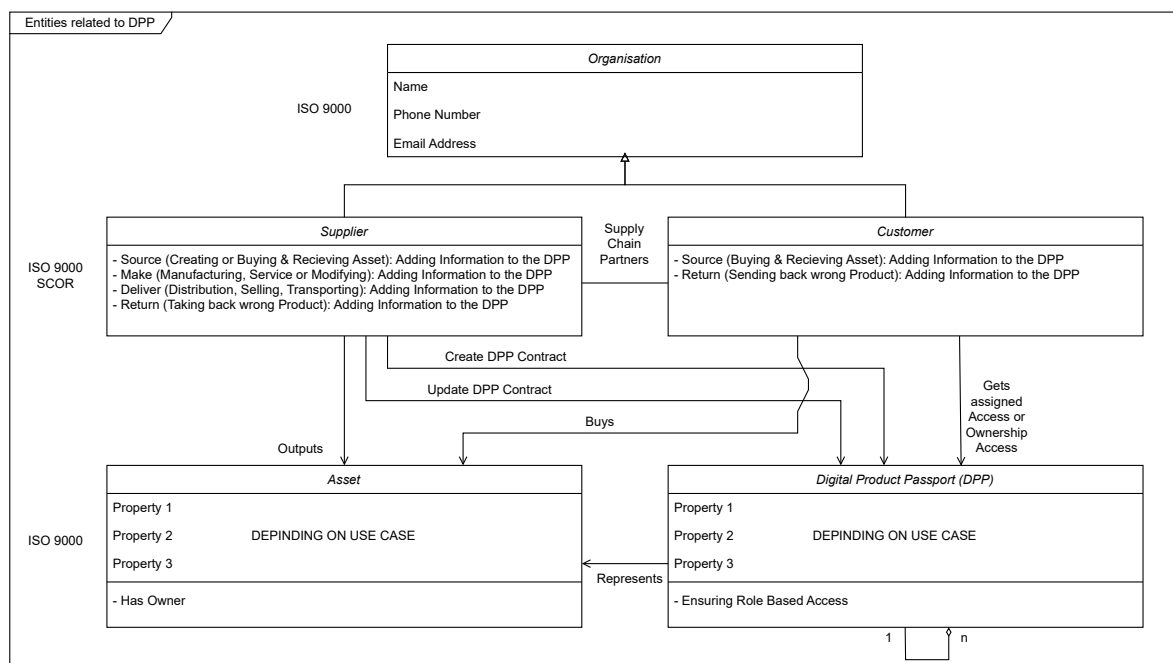 Entities related to DPP
Organisation
ISO 9000
Name
Phone Number
Email Address
ISO 9000
SCOR
Supplier
- Source (Creating or Buying & Recieving Asset): Adding Information to the DPP
- Make (Manufacturing, Service or Modifying): Adding Information to the DPP
- Deliver (Distribution, Selling, Transporting): Adding Information to the DPP
- Return (Taking back wrong Product): Adding Information to the DPP
Supply
Chain
Partners
Customer
- Source (Buying & Recieving Asset): Adding Information to the DPP
- Return (Sending back wrong Product): Adding Information to the DPP
Create DPP Contract
Update DPP Contract
Buys
Outputs
Gets
assigned
Access or
Ownership
Access
ISO 9000
Asset
Property 1
Property 2 DEPINDING ON USE CASE
Property 3
- Has Owner
Represents
Digital Product Passport (DPP)
Property 1
Property 2 DEPINDING ON USE CASE
Property 3
- Ensuring Role Based Access
1 n